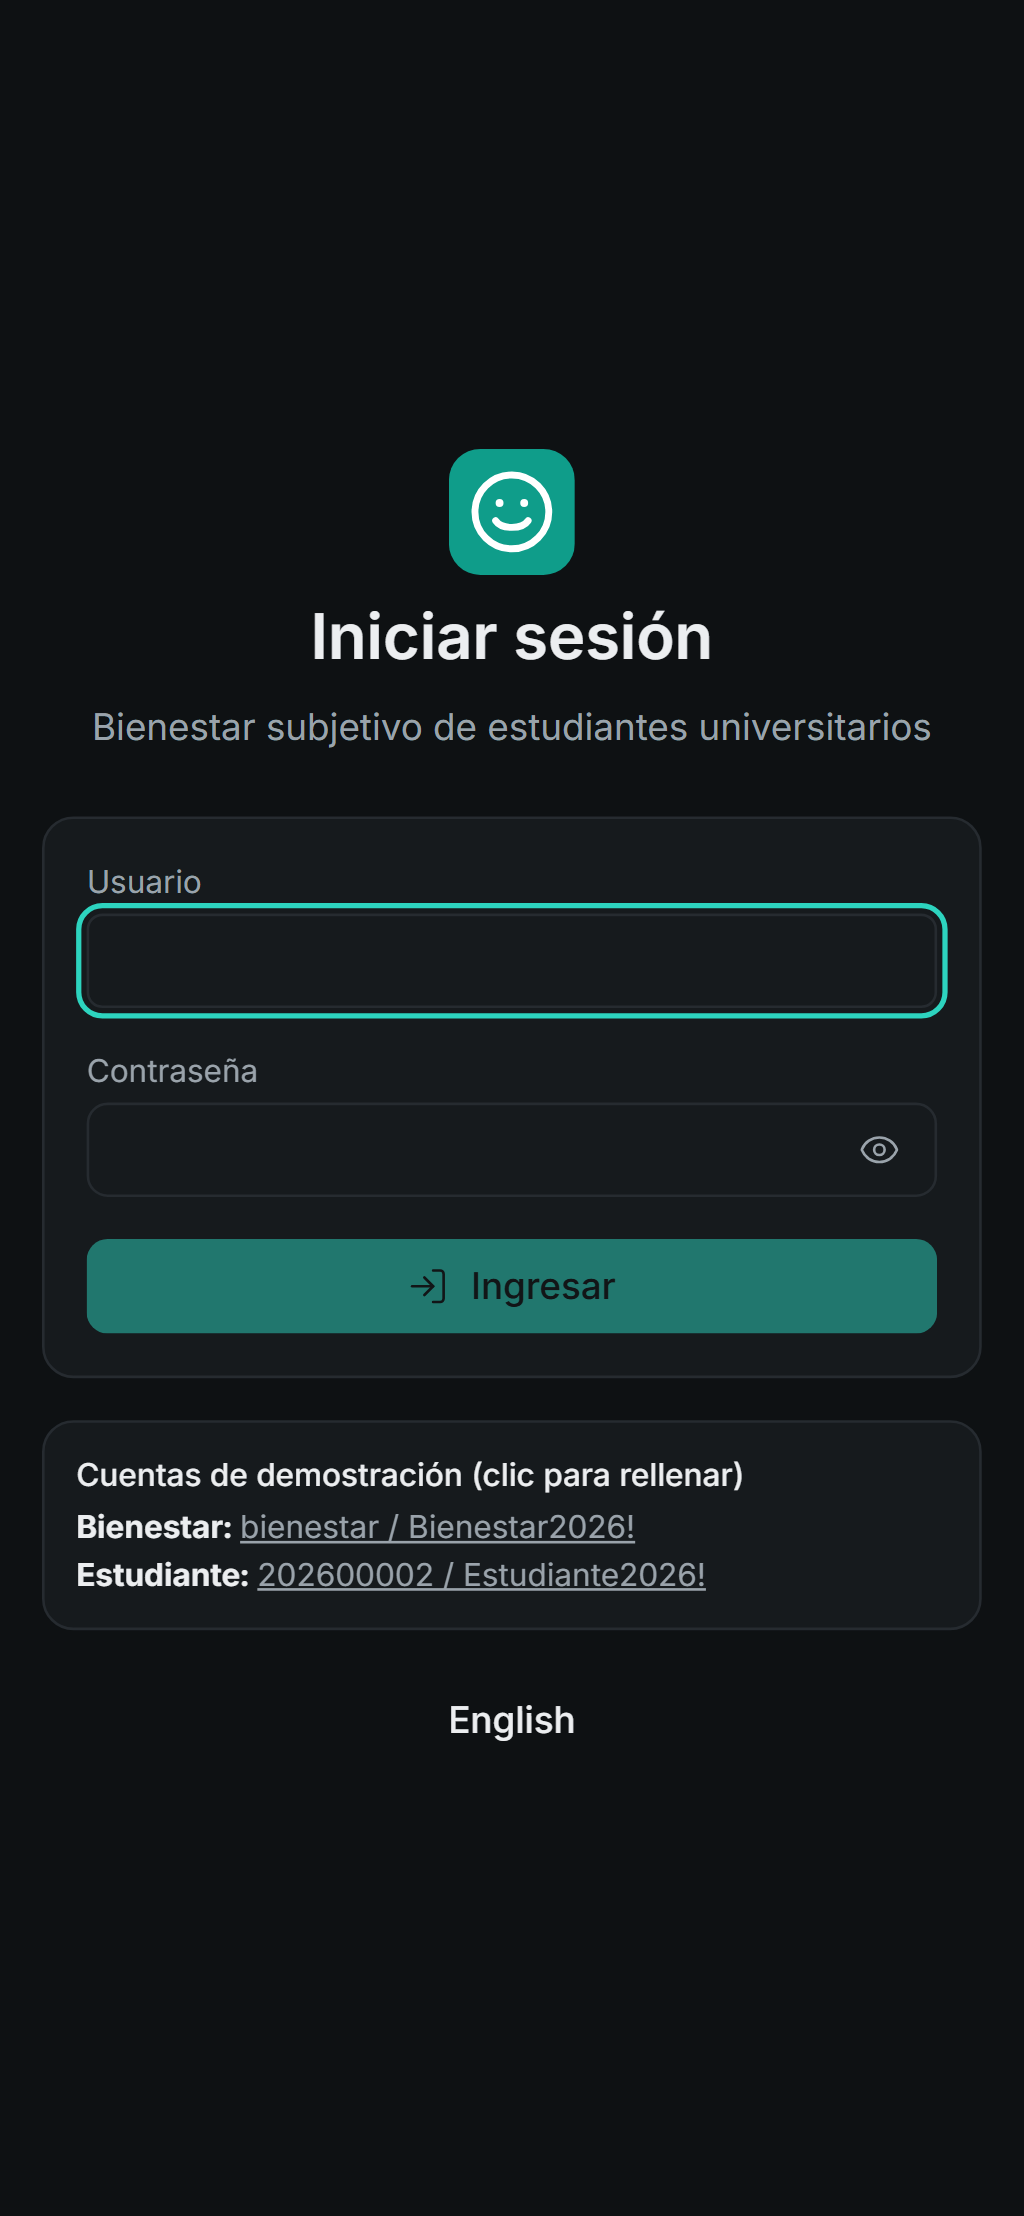 Iniciar sesión
Bienestar subjetivo de estudiantes universitarios
Usuario
Contraseña
Ingresar
Cuentas de demostración (clic para rellenar)
Bienestar: bienestar / Bienestar2026!
Estudiante: 202600002 / Estudiante2026!
English